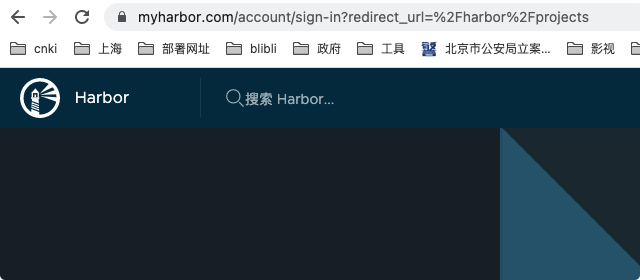 myharbor.com/account/sign-in?redirect_url=%2Fharbor%2Fprojects
cnki 上海 部署网址 blibli 政府 工具 北京市公安局立案... 影视
Harbor 搜索 Harbor...